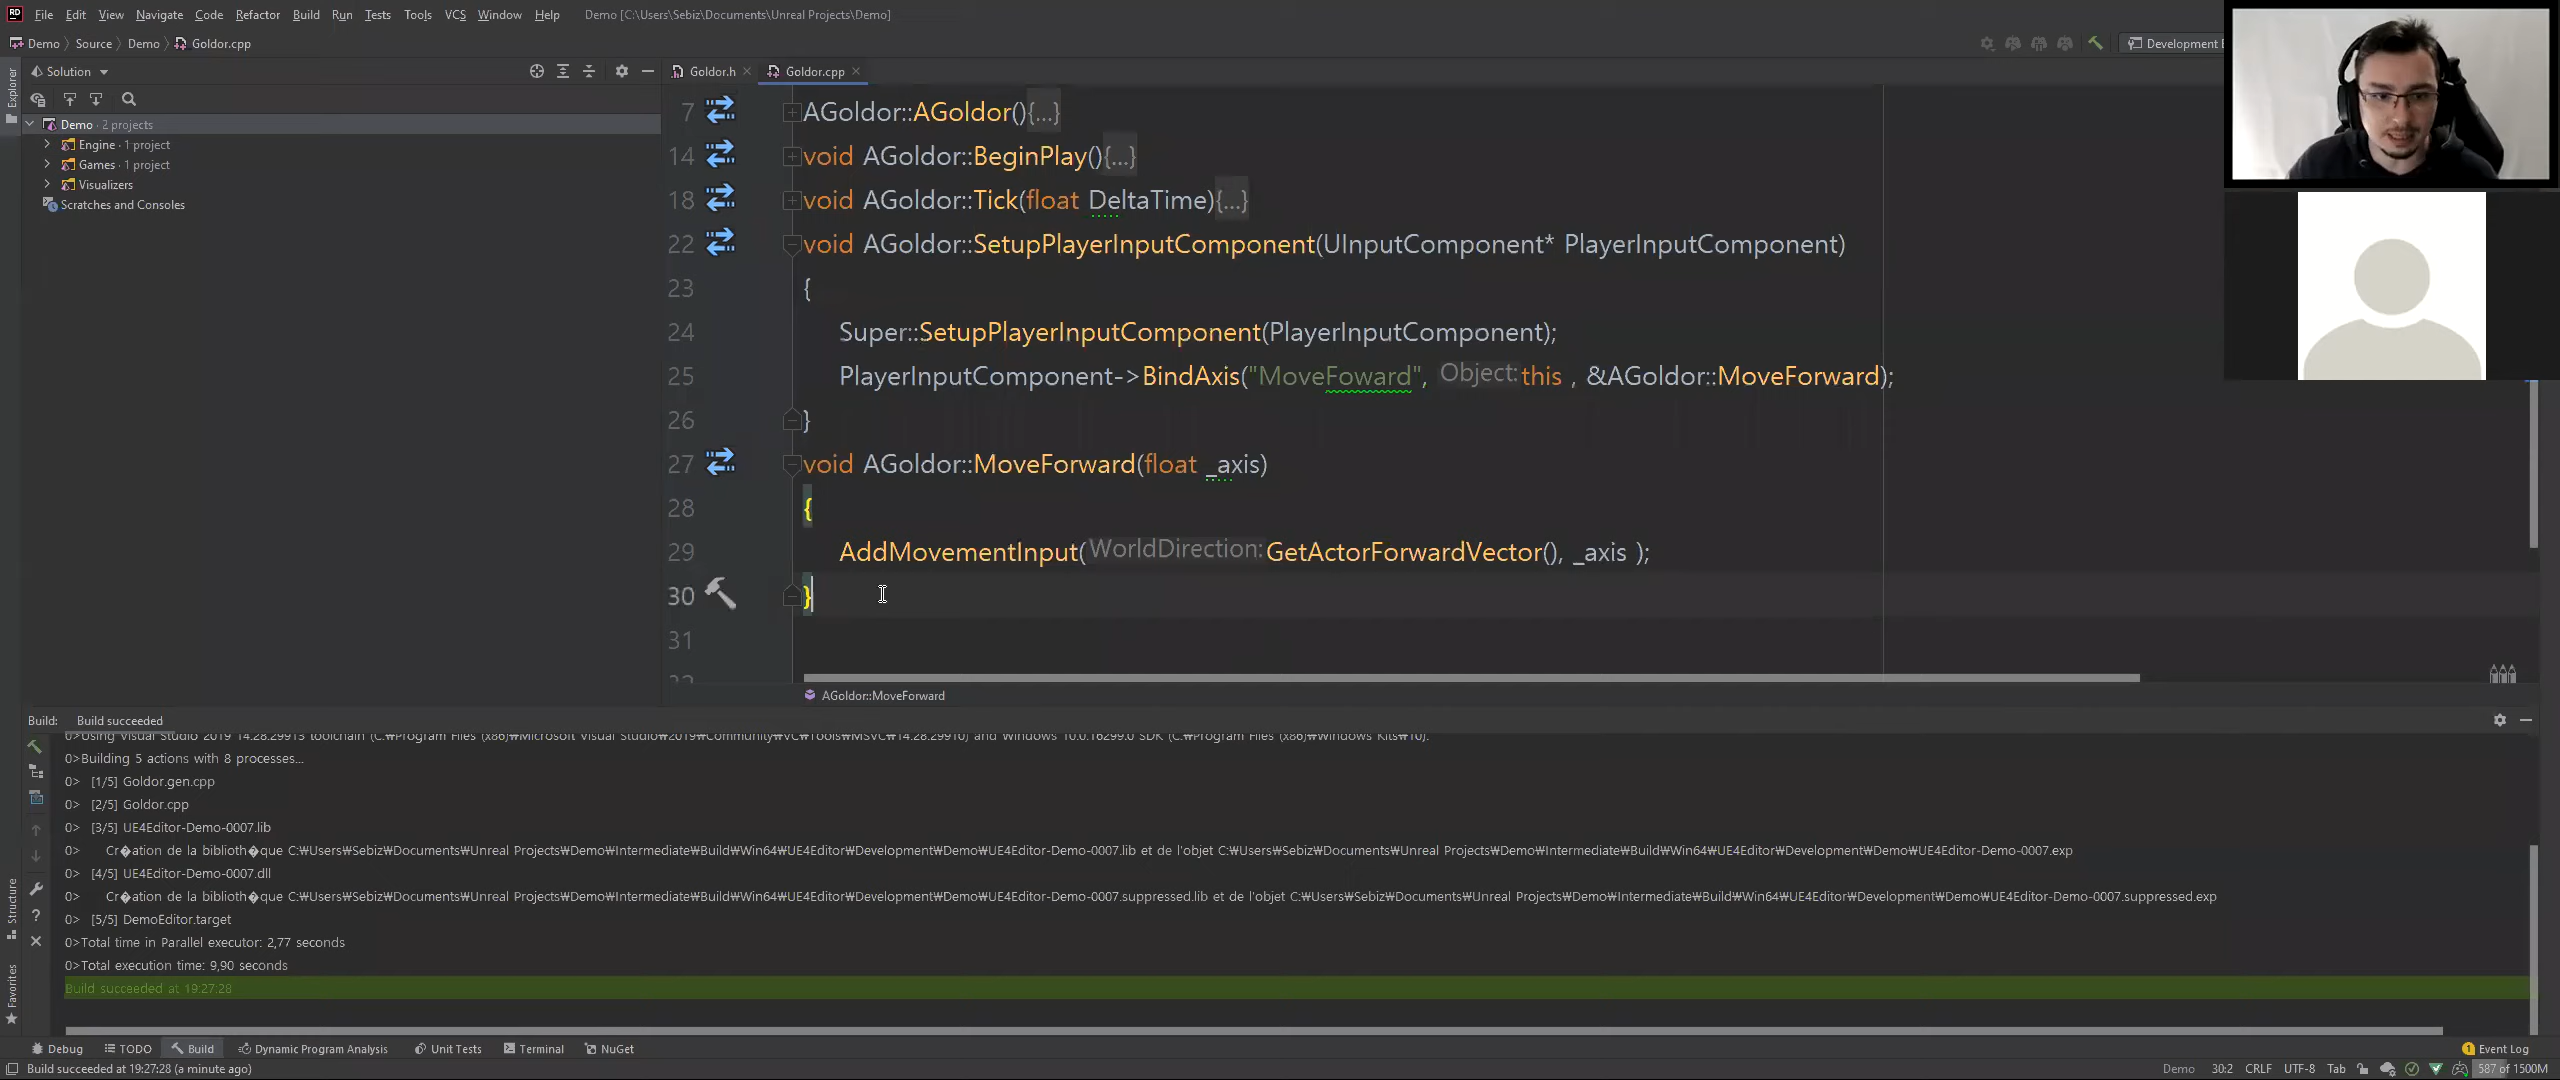 File Edit View Navigate Code Refactor Build Run Tests Tools VCS Window Help Demo [C:\Users\Sebiz\Documents\Unreal Projects\Demo]
Demo Source Demo Goldor.cpp
Development
Explorer
Solution
Goldor.h Goldor.cpp
Demo · 2 projects
Engine · 1 project
Games · 1 project
Visualizers
Scratches and Consoles
7 AGoldor::AGoldor(){...}
14 void AGoldor::BeginPlay(){...}
18 void AGoldor::Tick(float DeltaTime){...}
22 void AGoldor::SetupPlayerInputComponent(UInputComponent* PlayerInputComponent)
23 {
24 Super::SetupPlayerInputComponent(PlayerInputComponent);
25 PlayerInputComponent->BindAxis("MoveFoward", Object:this , &AGoldor::MoveForward);
26 }
27 void AGoldor::MoveForward(float _axis)
28 {
29 AddMovementInput(WorldDirection:GetActorForwardVector(), _axis );
30 }
31
AGoldor::MoveForward
Build: Build succeeded
0>Using Visual Studio 2019 14.28.29913 toolchain (C:₩Program Files (x86)₩Microsoft Visual Studio₩2019₩Community₩VC₩Tools₩MSVC₩14.28.29910) and Windows 10.0.16299.0 SDK (C:₩Program Files (x86)₩Windows Kits₩10).
0>Building 5 actions with 8 processes...
0> [1/5] Goldor.gen.cpp
0> [2/5] Goldor.cpp
0> [3/5] UE4Editor-Demo-0007.lib
0> Cr�ation de la biblioth�que C:₩Users₩Sebiz₩Documents₩Unreal Projects₩Demo₩Intermediate₩Build₩Win64₩UE4Editor₩Development₩Demo₩UE4Editor-Demo-0007.lib et de l'objet C:₩Users₩Sebiz₩Documents₩Unreal Projects₩Demo₩Intermediate₩Build₩Win64₩UE4Editor₩Development₩Demo₩UE4Editor-Demo-0007.exp
0> [4/5] UE4Editor-Demo-0007.dll
0> Cr�ation de la biblioth�que C:₩Users₩Sebiz₩Documents₩Unreal Projects₩Demo₩Intermediate₩Build₩Win64₩UE4Editor₩Development₩Demo₩UE4Editor-Demo-0007.suppressed.lib et de l'objet C:₩Users₩Sebiz₩Documents₩Unreal Projects₩Demo₩Intermediate₩Build₩Win64₩UE4Editor₩Development₩Demo₩UE4Editor-Demo-0007.suppressed.exp
0> [5/5] DemoEditor.target
0>Total time in Parallel executor: 2,77 seconds
0>Total execution time: 9,90 seconds
Build succeeded at 19:27:28
Structure
Favorites
Debug TODO Build Dynamic Program Analysis Unit Tests Terminal NuGet 1 Event Log
Build succeeded at 19:27:28 (a minute ago) Demo 30:2 CRLF UTF-8 Tab 587 of 1500M